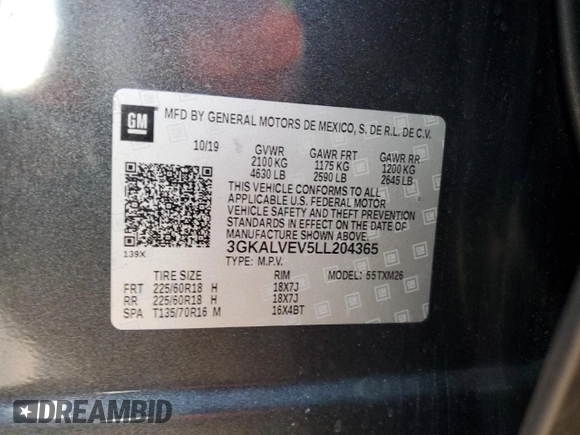 GM
MFD BY GENERAL MOTORS DE MEXICO, S. DE R.L. DE C.V.
10/19 GVWR GAWR FRT GAWR RR
2100 KG 1175 KG 1200 KG
4630 LB 2590 LB 2645 LB
THIS VEHICLE CONFORMS TO ALL
APPLICABLE U.S. FEDERAL MOTOR
VEHICLE SAFETY AND THEFT PREVENTION
STANDARDS IN EFFECT ON THE DATE OF
MANUFACTURE SHOWN ABOVE.
139X
3GKALVEV5LL204365
TYPE: M.P.V. MODEL: 55TXM26
TIRE SIZE RIM
FRT 225/60R18 H 18X7J
RR 225/60R18 H 18X7J
SPA T135/70R16 M 16X4BT
DREAMBID